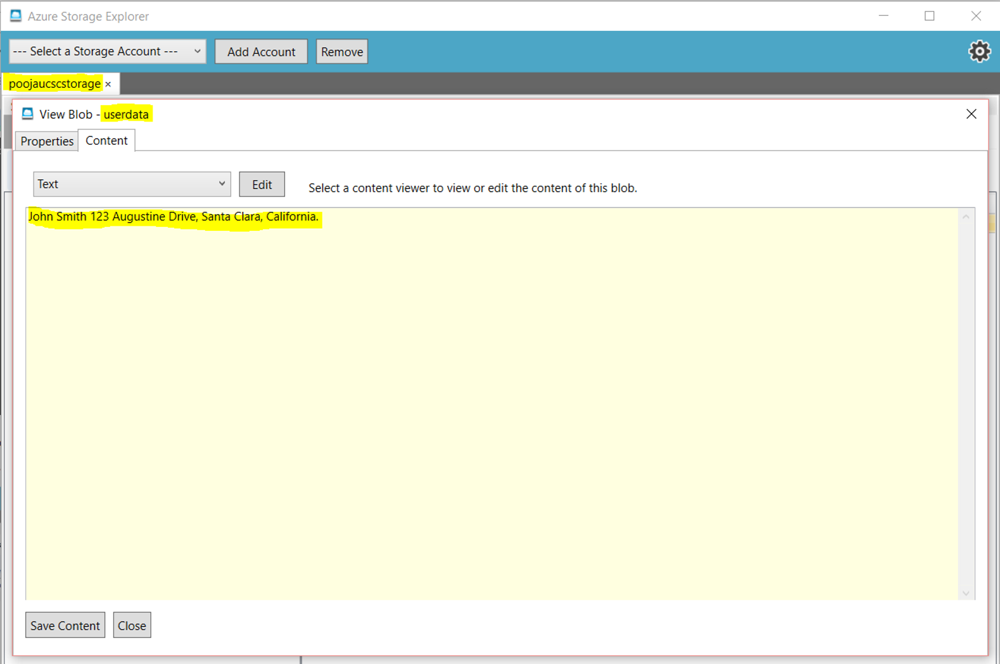 Azure Storage Explorer
--- Select a Storage Account --- Add Account Remove
poojaucscstorage ×
View Blob - userdata
Properties Content
Text Edit Select a content viewer to view or edit the content of this blob.
John Smith 123 Augustine Drive, Santa Clara, California.
Save Content Close